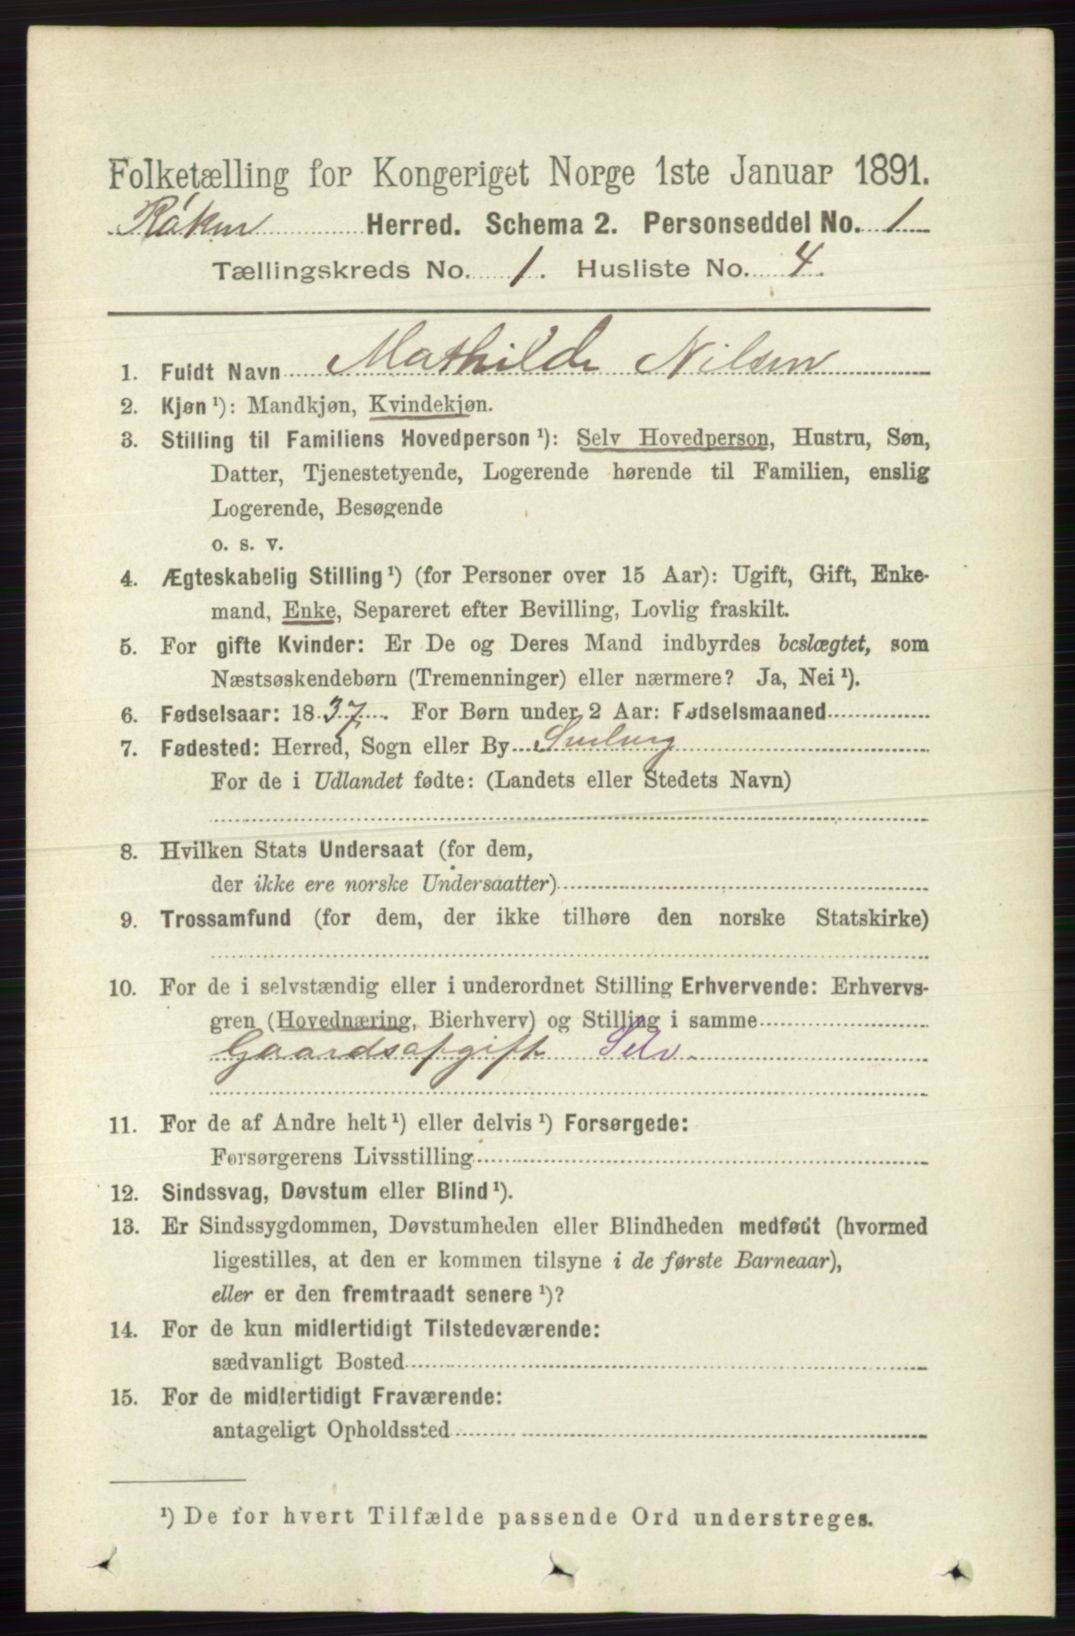 Folketælling for Kongeriget Norge 1ste Januar 1891.
Røken Herred. Schema 2. Personseddel No. 1
Tællingskreds No. 1. Husliste No. 4.
1. Fuldt Navn Mathilde Nilsen
2. Kjøn ¹): Mandkjøn, Kvindekjøn.
3. Stilling til Familiens Hovedperson ¹): Selv Hovedperson, Hustru, Søn,
Datter, Tjenestetyende, Logerende hørende til Familien, enslig
Logerende, Besøgende
o. s. v.
4. Ægteskabelig Stilling ¹) (for Personer over 15 Aar): Ugift, Gift, Enke-
mand, Enke, Separeret efter Bevilling, Lovlig fraskilt.
5. For gifte Kvinder: Er De og Deres Mand indbyrdes beslægtet, som
Næstsøskendebørn (Tremenninger) eller nærmere? Ja, Nei ¹).
6. Fødselsaar: 1837. For Børn under 2 Aar: Fødselsmaaned
7. Fødested: Herred, Sogn eller By
For de i Udlandet fødte: (Landets eller Stedets Navn)
8. Hvilken Stats Undersaat (for dem,
der ikke ere norske Undersaatter)
9. Trossamfund (for dem, der ikke tilhøre den norske Statskirke)
10. For de i selvstændig eller i underordnet Stilling Erhvervende: Erhvervs-
gren (Hovednæring, Bierhverv) og Stilling i samme
Gaardsafgift Selv
11. For de af Andre helt ¹) eller delvis ¹) Forsørgede:
Forsørgerens Livsstilling
12. Sindssvag, Døvstum eller Blind ¹).
13. Er Sindssygdommen, Døvstumheden eller Blindheden medfødt (hvormed
ligestilles, at den er kommen tilsyne i de første Barneaar),
eller er den fremtraadt senere ¹)?
14. For de kun midlertidigt Tilstedeværende:
sædvanligt Bosted
15. For de midlertidigt Fraværende:
antageligt Opholdssted
¹) De for hvert Tilfælde passende Ord understreges.